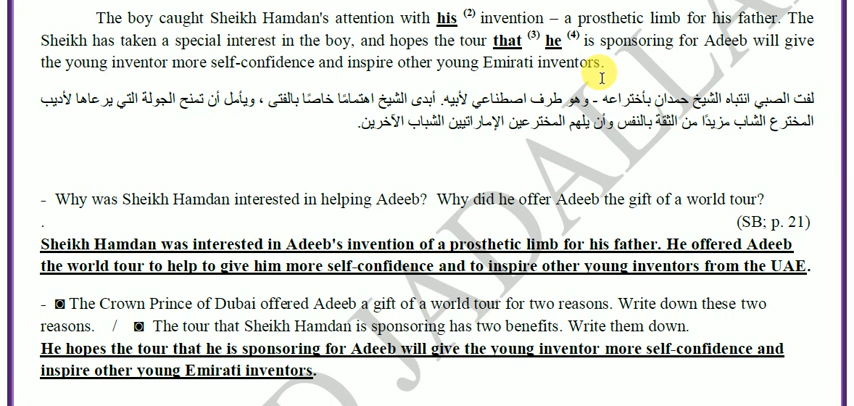 The boy caught Sheikh Hamdan's attention with his (2) invention – a prosthetic limb for his father. The
Sheikh has taken a special interest in the boy, and hopes the tour that (3) he (4) is sponsoring for Adeeb will give
the young inventor more self-confidence and inspire other young Emirati inventors.
لفت الصبي انتباه الشيخ حمدان بأختراعه - وهو طرف اصطناعي لأبيه. أبدى الشيخ اهتمامًا خاصًا بالفتى ، ويأمل أن تمنح الجولة التي يرعاها لأديب
المخترع الشاب مزيدًا من الثقة بالنفس وأن يلهم المخترعين الإماراتيين الشباب الآخرين.
- Why was Sheikh Hamdan interested in helping Adeeb? Why did he offer Adeeb the gift of a world tour?
. (SB; p. 21)
Sheikh Hamdan was interested in Adeeb's invention of a prosthetic limb for his father. He offered Adeeb
the world tour to help to give him more self-confidence and to inspire other young inventors from the UAE.
- ◙ The Crown Prince of Dubai offered Adeeb a gift of a world tour for two reasons. Write down these two
reasons. / ◙ The tour that Sheikh Hamdan is sponsoring has two benefits. Write them down.
He hopes the tour that he is sponsoring for Adeeb will give the young inventor more self-confidence and
inspire other young Emirati inventors.
D JADALLA